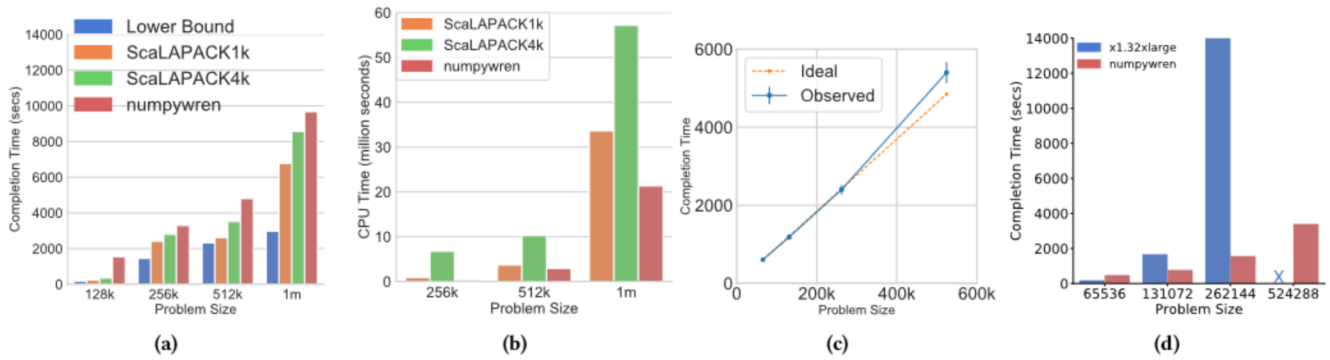 Lower Bound
ScaLAPACK1k
ScaLAPACK4k
numpywren
Completion Time (secs)
14000
12000
10000
8000
6000
4000
2000
0
128k
256k
512k
1m
Problem Size
(a)
ScaLAPACK1k
ScaLAPACK4k
numpywren
CPU Time (million seconds)
60
50
40
30
20
10
0
256k
512k
1m
Problem Size
(b)
Ideal
Observed
Completion Time
6000
4000
2000
0
0
200k
400k
600k
Problem Size
(c)
x1.32xlarge
numpywren
Completion Time (secs)
14000
12000
10000
8000
6000
4000
2000
0
X
65536
131072
262144
524288
Problem Size
(d)